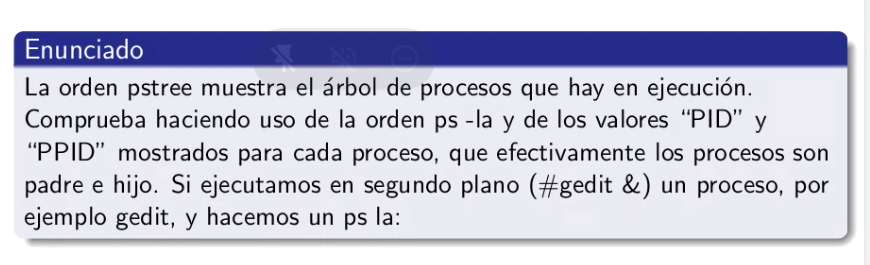 Enunciado
La orden pstree muestra el árbol de procesos que hay en ejecución.
Comprueba haciendo uso de la orden ps -la y de los valores “PID” y
“PPID” mostrados para cada proceso, que efectivamente los procesos son
padre e hijo. Si ejecutamos en segundo plano (#gedit &) un proceso, por
ejemplo gedit, y hacemos un ps la: